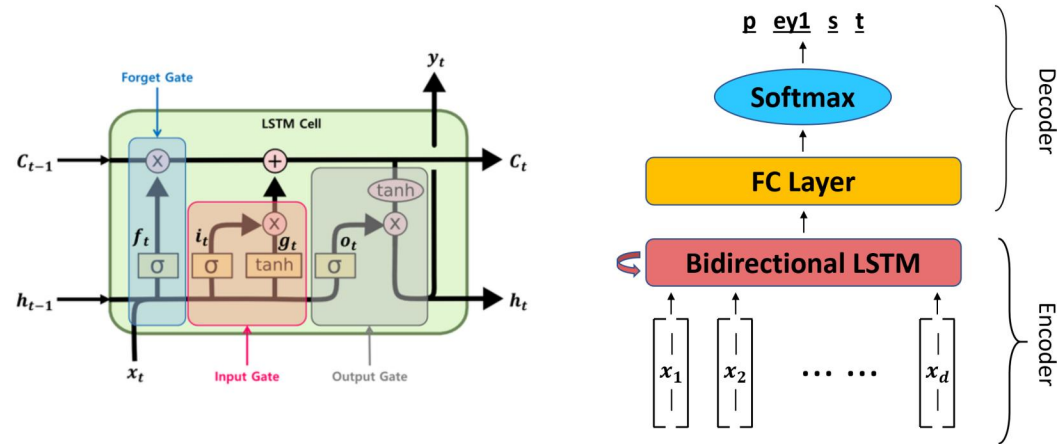 y_t
Forget Gate
LSTM Cell
C_{t-1}
×
+
C_t
tanh
f_t
i_t
×
g_t
o_t
×
σ
σ
tanh
σ
h_{t-1}
h_t
x_t
Input Gate
Output Gate
p ey1 s t
Softmax
FC Layer
Decoder
Bidirectional LSTM
x_1
x_2
... ...
x_d
Encoder